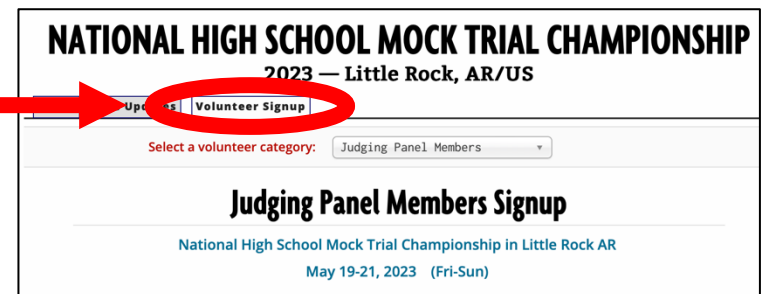 NATIONAL HIGH SCHOOL MOCK TRIAL CHAMPIONSHIP
2023 — Little Rock, AR/US
Volunteer Signup
Select a volunteer category: Judging Panel Members
Judging Panel Members Signup
National High School Mock Trial Championship in Little Rock AR
May 19-21, 2023 (Fri-Sun)